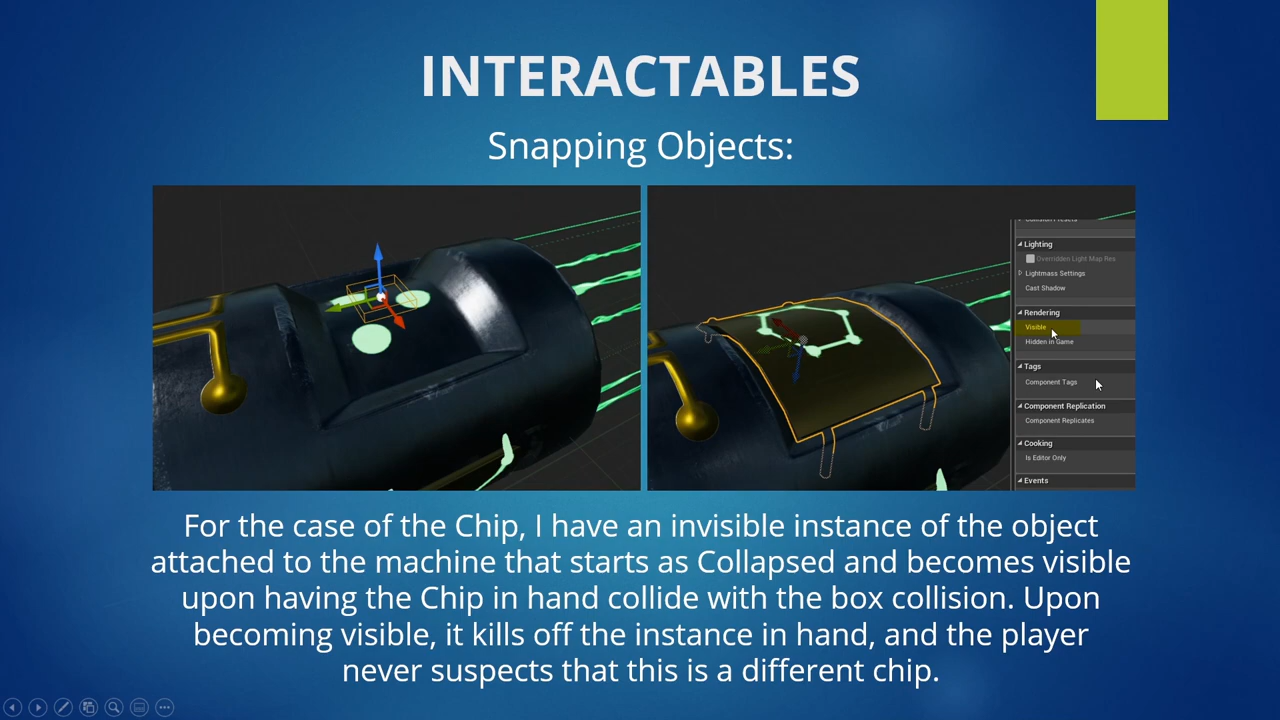 INTERACTABLES
Snapping Objects:
Lighting
Overridden Light Map Res
Lightmass Settings
Cast Shadow
Rendering
Visible
Hidden in Game
Tags
Component Tags
Component Replication
Component Replicates
Cooking
Is Editor Only
Events
For the case of the Chip, I have an invisible instance of the object
attached to the machine that starts as Collapsed and becomes visible
upon having the Chip in hand collide with the box collision. Upon
becoming visible, it kills off the instance in hand, and the player
never suspects that this is a different chip.